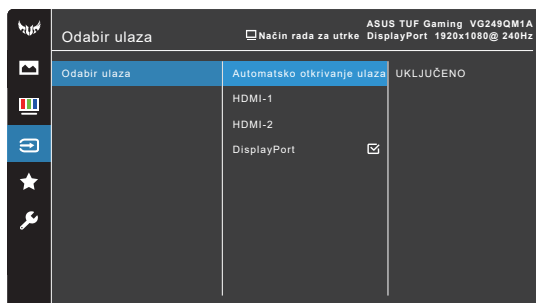 ASUS TUF Gaming VG249QM1A
Odabir ulaza
Način rada za utrke DisplayPort 1920x1080@ 240Hz
Odabir ulaza
Automatsko otkrivanje ulaza
UKLJUČENO
HDMI-1
HDMI-2
DisplayPort